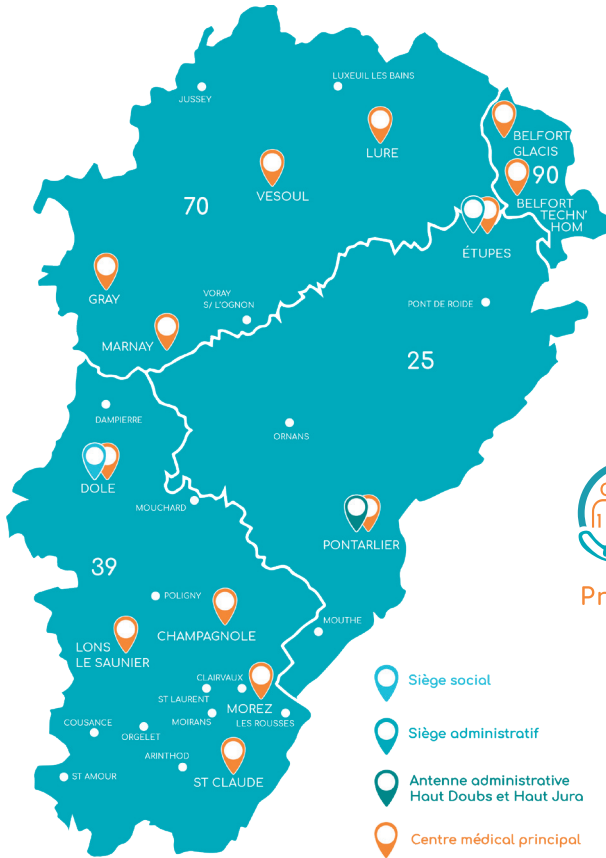 LUXEUIL LES BAINS
JUSSEY
BELFORT
GLACIS
LURE
90
VESOUL
BELFORT
TECHN'
HOM
70
ÉTUPES
GRAY
VORAY
S/ L'OGNON
PONT DE ROIDE
MARNAY
25
DAMPIERRE
ORNANS
DOLE
MOUCHARD
PONTARLIER
39
POLIGNY
CHAMPAGNOLE
MOUTHE
LONS
LE SAUNIER
CLAIRVAUX
ST LAURENT
MOREZ
COUSANCE
ORGELET
MOIRANS
LES ROUSSES
ARINTHOD
ST AMOUR
ST CLAUDE
Pr
Siège social
Siège administratif
Antenne administrative
Haut Doubs et Haut Jura
Centre médical principal